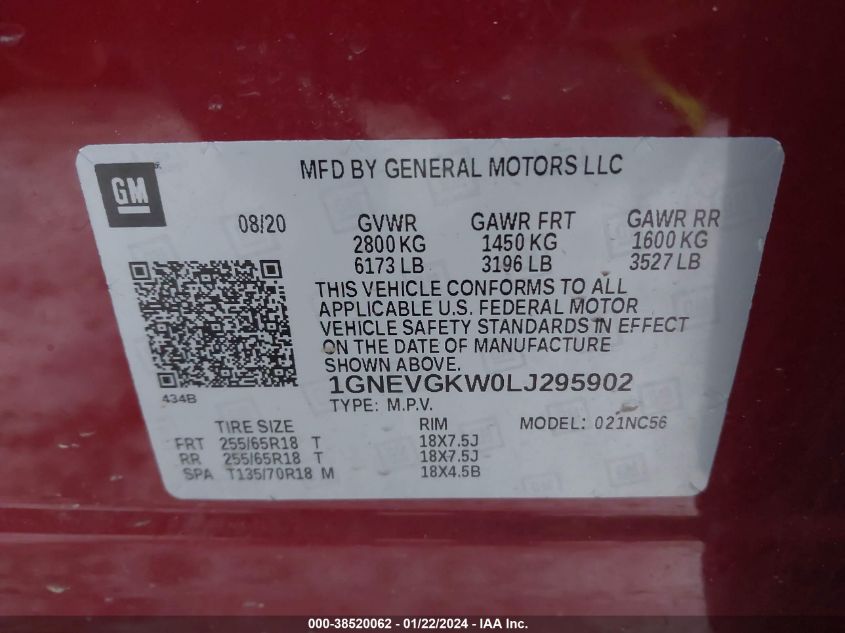 GM
MFD BY GENERAL MOTORS LLC
08/20 GVWR GAWR FRT GAWR RR
2800 KG 1450 KG 1600 KG
6173 LB 3196 LB 3527 LB
THIS VEHICLE CONFORMS TO ALL
APPLICABLE U.S. FEDERAL MOTOR
VEHICLE SAFETY STANDARDS IN EFFECT
ON THE DATE OF MANUFACTURE
SHOWN ABOVE.
434B
1GNEVGKW0LJ295902
TYPE: M.P.V. MODEL: 021NC56
TIRE SIZE RIM
FRT 255/65R18 T 18X7.5J
RR 255/65R18 T 18X7.5J
SPA T135/70R18 M 18X4.5B
000-38520062 - 01/22/2024 - IAA Inc.